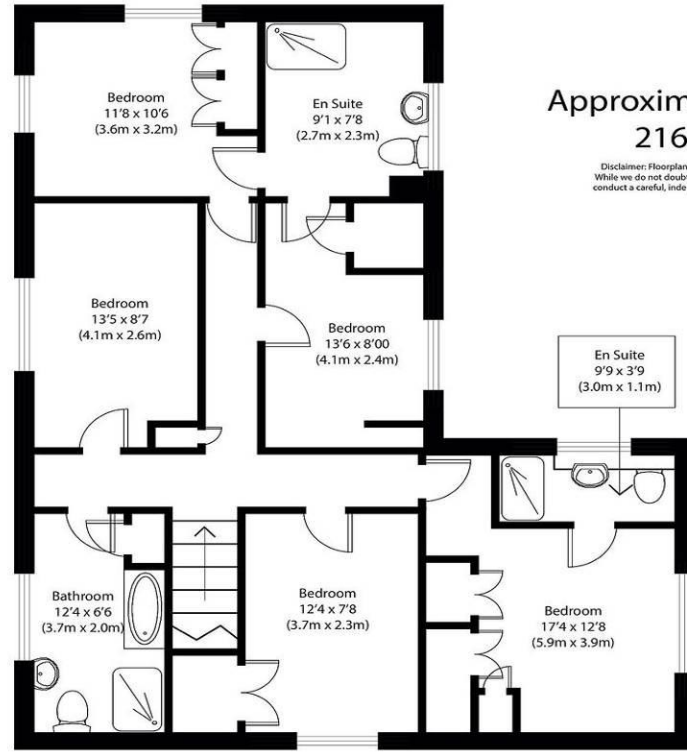 Bedroom
11'8 x 10'6
(3.6m x 3.2m)
En Suite
9'1 x 7'8
(2.7m x 2.3m)
Approxim
216
Disclaimer: Floorplan
While we do not doubt
conduct a careful, inde
Bedroom
13'5 x 8'7
(4.1m x 2.6m)
Bedroom
13'6 x 8'00
(4.1m x 2.4m)
En Suite
9'9 x 3'9
(3.0m x 1.1m)
Bathroom
12'4 x 6'6
(3.7m x 2.0m)
Bedroom
12'4 x 7'8
(3.7m x 2.3m)
Bedroom
17'4 x 12'8
(5.9m x 3.9m)